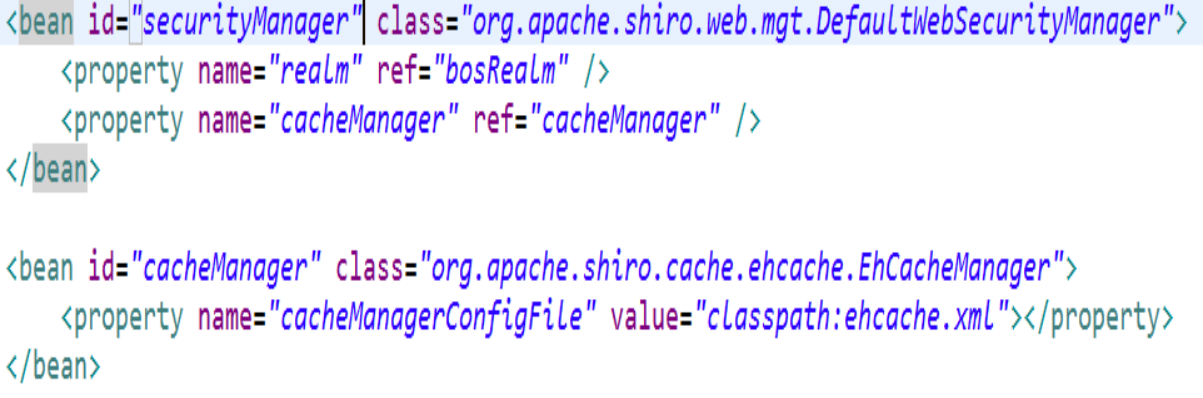 <bean id="securityManager" class="org.apache.shiro.web.mgt.DefaultWebSecurityManager">
    <property name="realm" ref="bosRealm" />
    <property name="cacheManager" ref="cacheManager" />
</bean>

<bean id="cacheManager" class="org.apache.shiro.cache.ehcache.EhCacheManager">
    <property name="cacheManagerConfigFile" value="classpath:ehcache.xml"></property>
</bean>